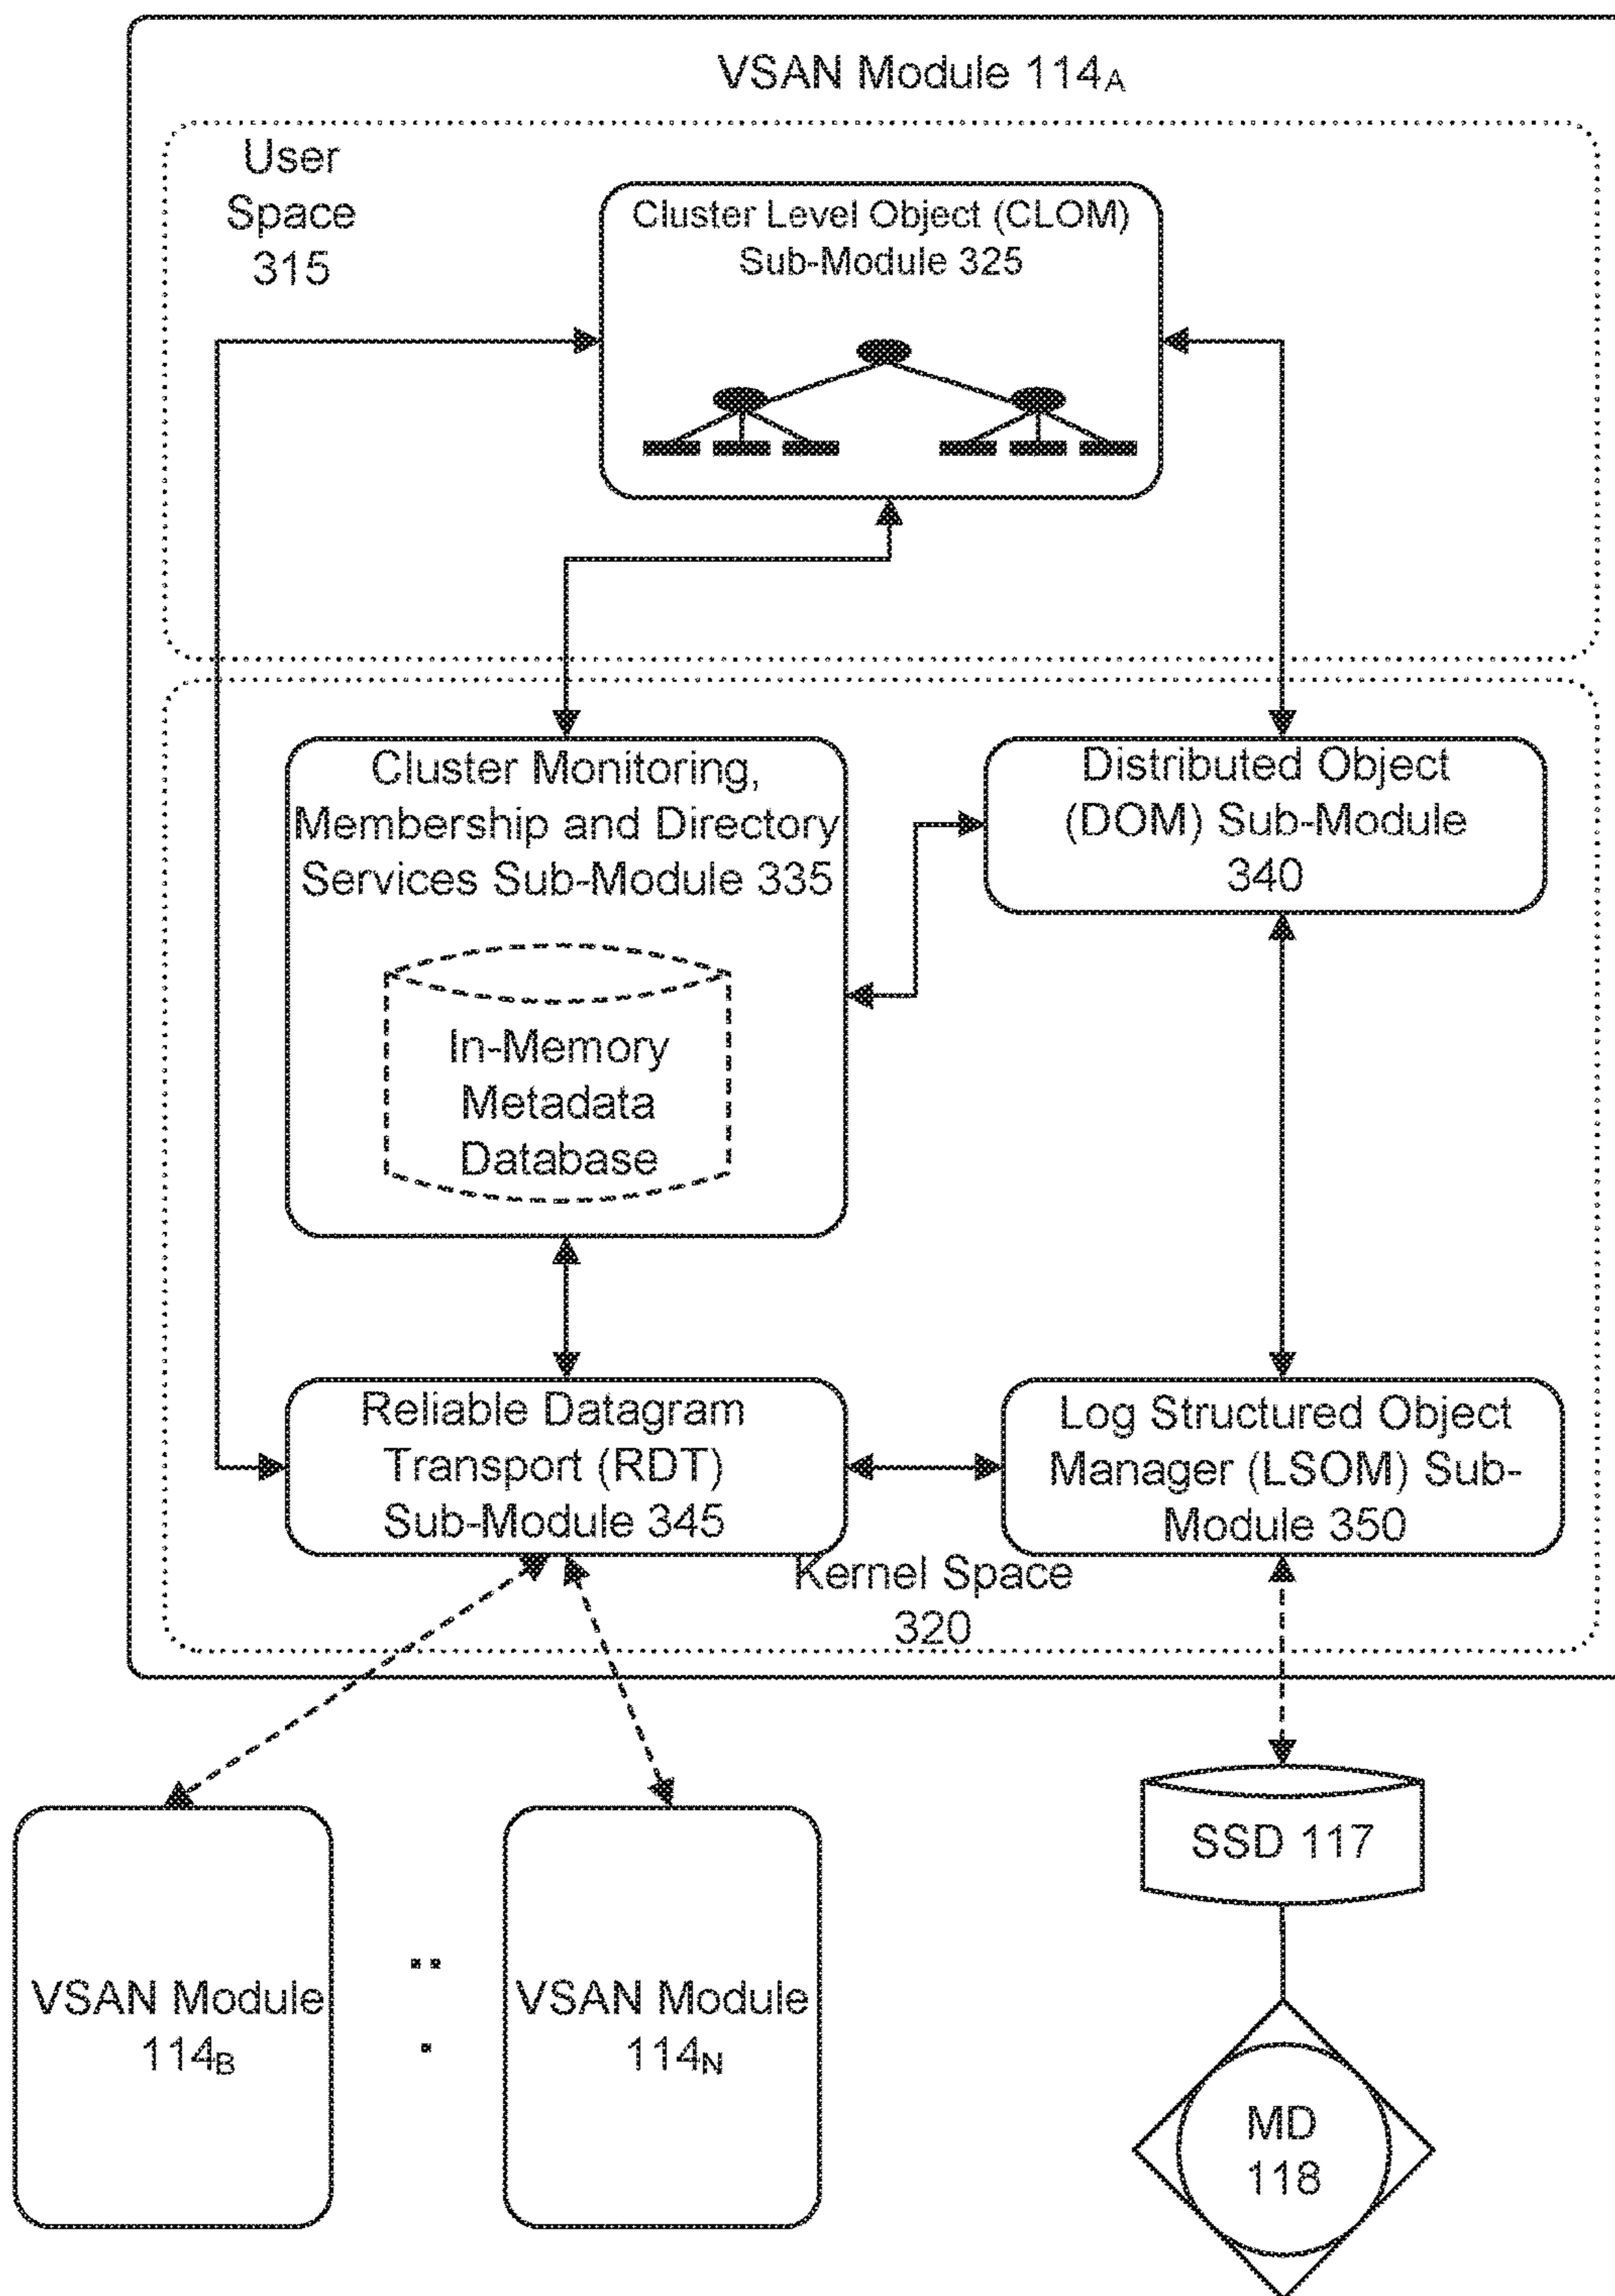 VSAN Module 114A
User
Space
315
Cluster Level Object (CLOM)
Sub-Module 325
Cluster Monitoring,
Membership and Directory
Services Sub-Module 335
In-Memory
Metadata
Database
Distributed Object
(DOM) Sub-Module
340
Reliable Datagram
Transport (RDT)
Sub-Module 345
Log Structured Object
Manager (LSOM) Sub-
Module 350
Kernel Space
320
VSAN Module
114B
...
VSAN Module
114N
SSD 117
MD
118